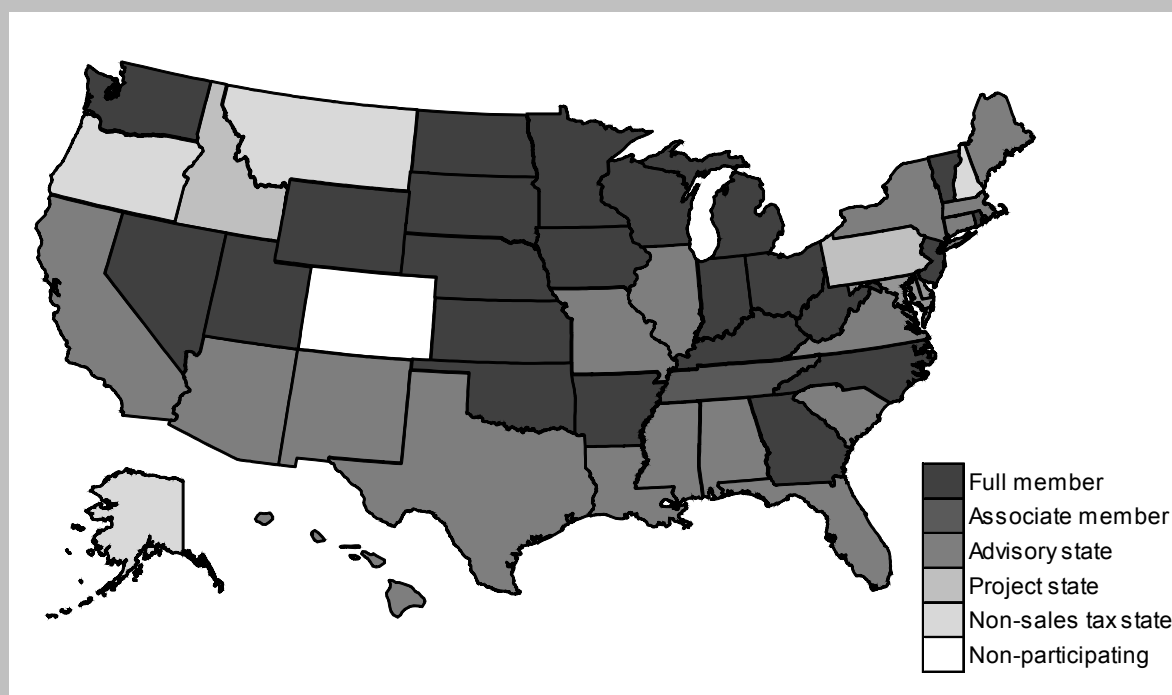 Full member
Associate member
Advisory state
Project state
Non-sales tax state
Non-participating